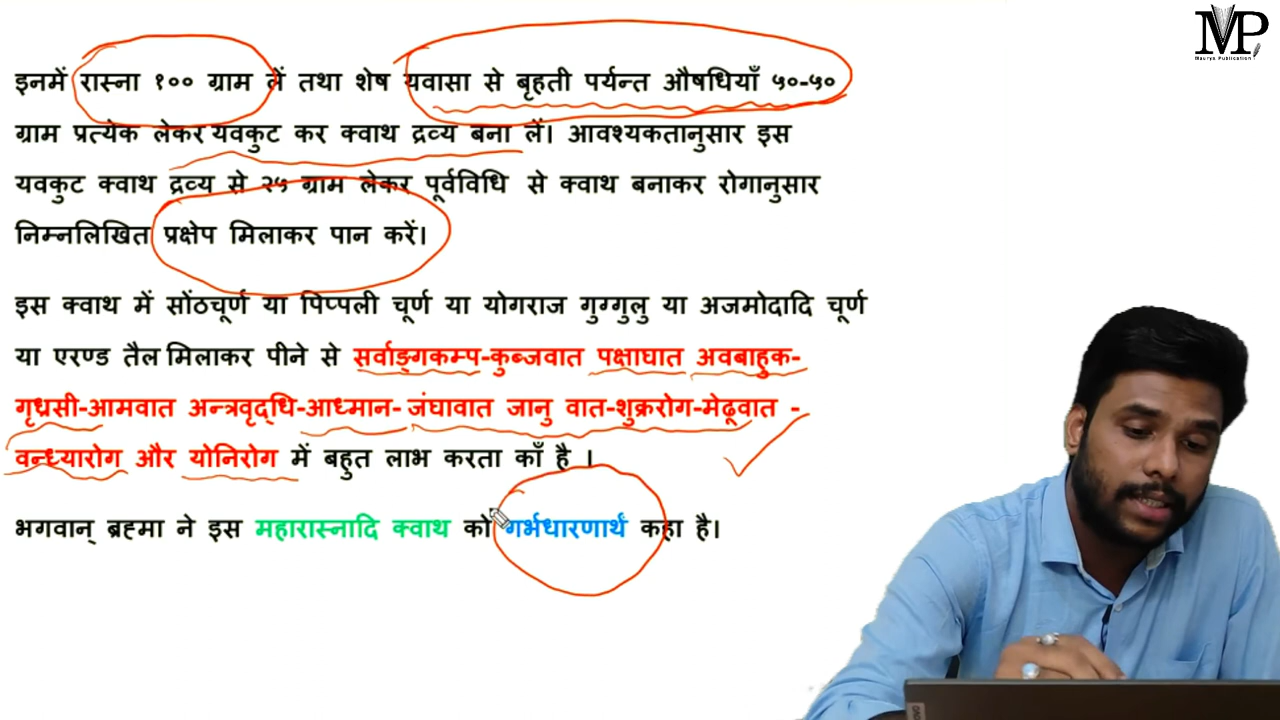 MP
Maurya Publication
इनमें रास्ना १०० ग्राम लें तथा शेष यवासा से बृहती पर्यन्त औषधियाँ ५०-५०
ग्राम प्रत्येक लेकर यवकुट कर क्वाथ द्रव्य बना लें। आवश्यकतानुसार इस
यवकुट क्वाथ द्रव्य से २५ ग्राम लेकर पूर्वविधि से क्वाथ बनाकर रोगानुसार
निम्नलिखित प्रक्षेप मिलाकर पान करें।
इस क्वाथ में सोंठचूर्ण या पिप्पली चूर्ण या योगराज गुग्गुलु या अजमोदादि चूर्ण
या एरण्ड तैल मिलाकर पीने से सर्वाङ्गकम्प-कुब्जवात पक्षाघात अवबाहुक-
गृध्रसी-आमवात अन्त्रवृद्धि-आध्मान- जंघावात जानु वात-शुक्ररोग-मेढ्रवात -
वन्ध्यारोग और योनिरोग में बहुत लाभ करता काँ है ।
भगवान् ब्रह्मा ने इस महारास्नादि क्वाथ को गर्भधारणार्थं कहा है।